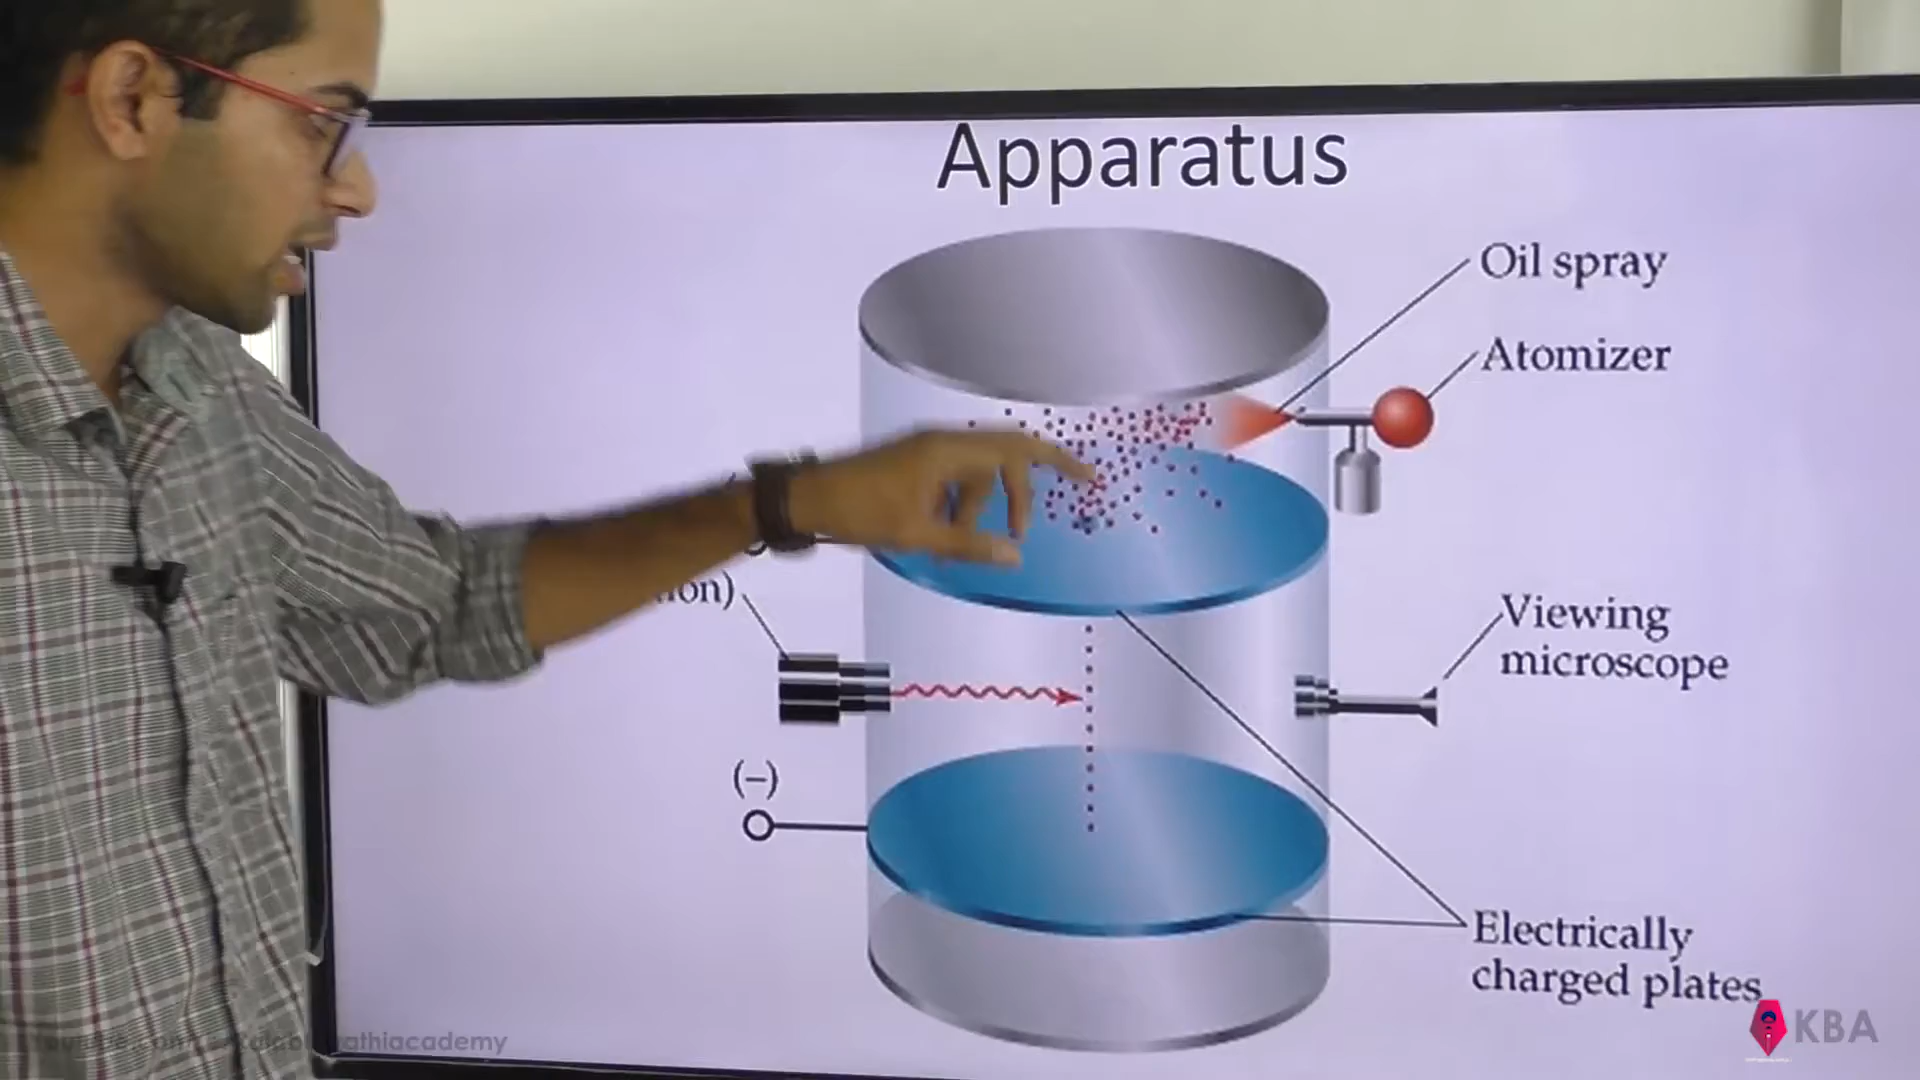 Apparatus
Oil spray
Atomizer
Viewing
microscope
(–)
Electrically
charged plates
KBA